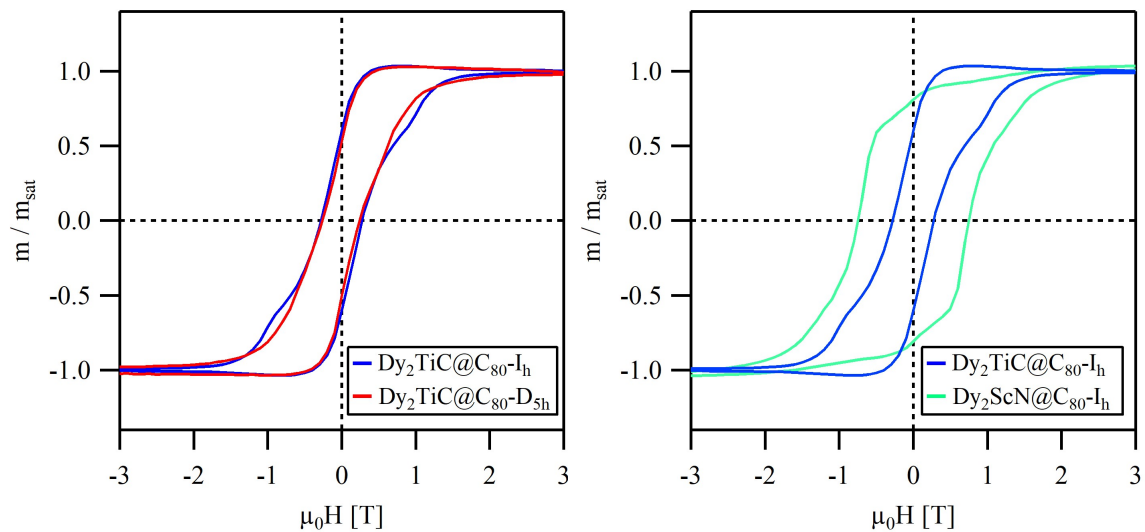 m / m_sat
1.0
0.5
0.0
-0.5
-1.0
Dy₂TiC@C₈₀-I_h
Dy₂TiC@C₈₀-D_5h
-3 -2 -1 0 1 2 3
μ₀H [T]
m / m_sat
1.0
0.5
0.0
-0.5
-1.0
Dy₂TiC@C₈₀-I_h
Dy₂ScN@C₈₀-I_h
-3 -2 -1 0 1 2 3
μ₀H [T]